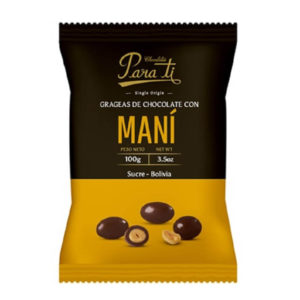 Chocolates
Para ti
Single Origin
GRAGEAS DE CHOCOLATE CON
MANÍ
PESO NETO NET WT.
100g 3.5oz
Sucre - Bolivia